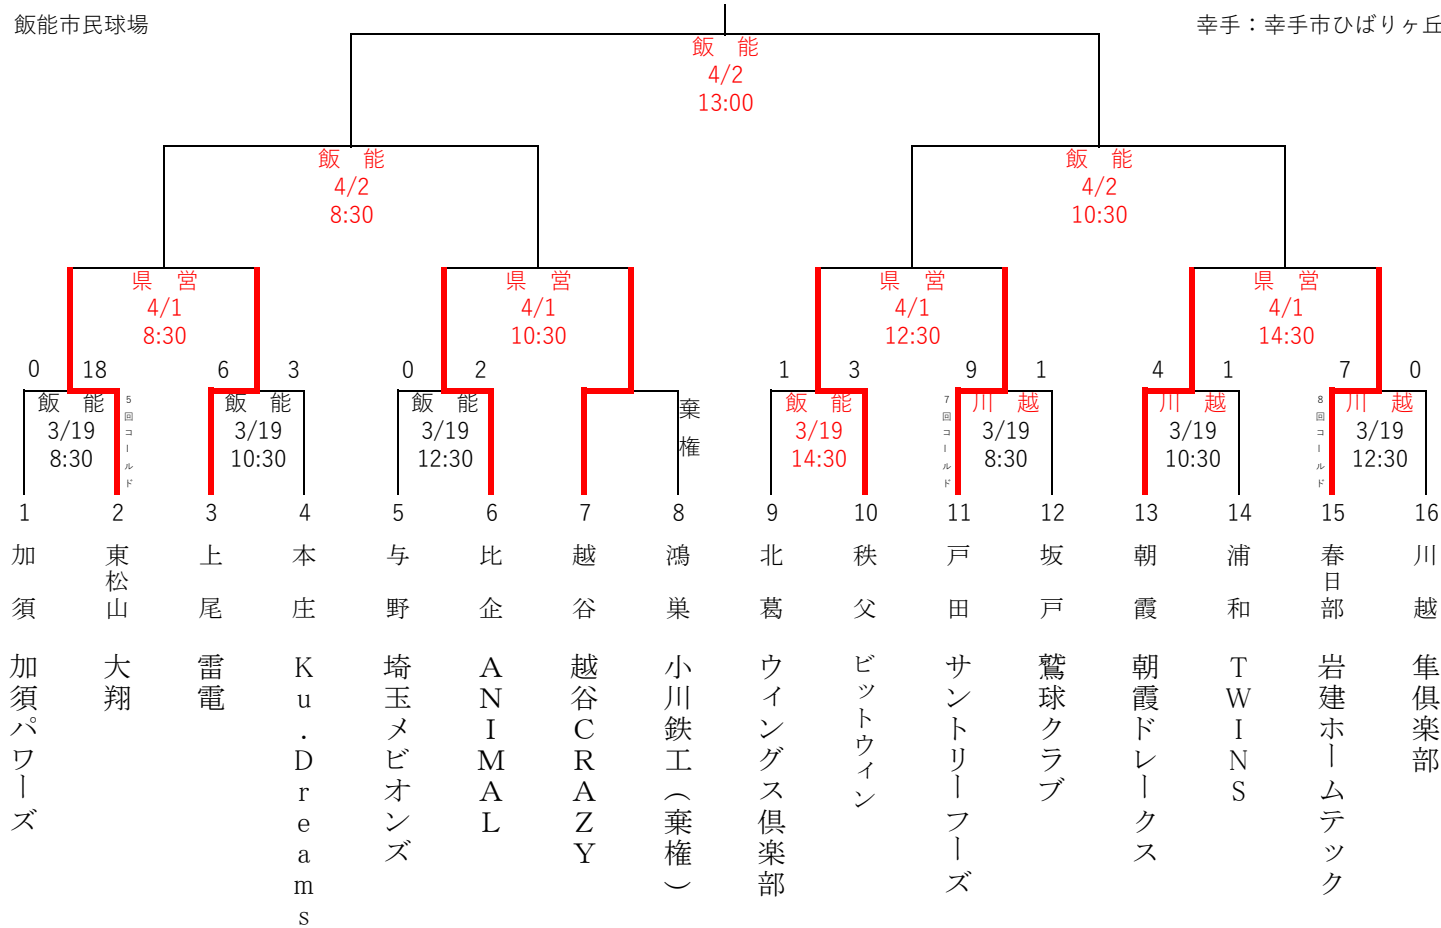 飯能市民球場
幸手：幸手市ひばりヶ丘
飯　能
4/2
13:00
飯　能
4/2
8:30
飯　能
4/2
10:30
県　営
4/1
8:30
県　営
4/1
10:30
県　営
4/1
12:30
県　営
4/1
14:30
0 18 6 3 0 2 1 3 9 1 4 1 7 0
飯　能
3/19
8:30
5回コールド
飯　能
3/19
10:30
飯　能
3/19
12:30
棄権
飯　能
3/19
14:30
7回コールド
川　越
3/19
8:30
川　越
3/19
10:30
8回コールド
川　越
3/19
12:30
1 2 3 4 5 6 7 8 9 10 11 12 13 14 15 16
加須
東松山
上尾
本庄
与野
比企
越谷
鴻巣
北葛
秩父
戸田
坂戸
朝霞
浦和
春日部
川越
加須パワーズ
大翔
雷電
Ku.Dreams
埼玉メビオンズ
ANIMAL
越谷CRAZY
小川鉄工（棄権）
ウイングス倶楽部
ビットウィン
サントリーフーズ
鷲球クラブ
朝霞ドレークス
TWINS
岩建ホームテック
隼倶楽部